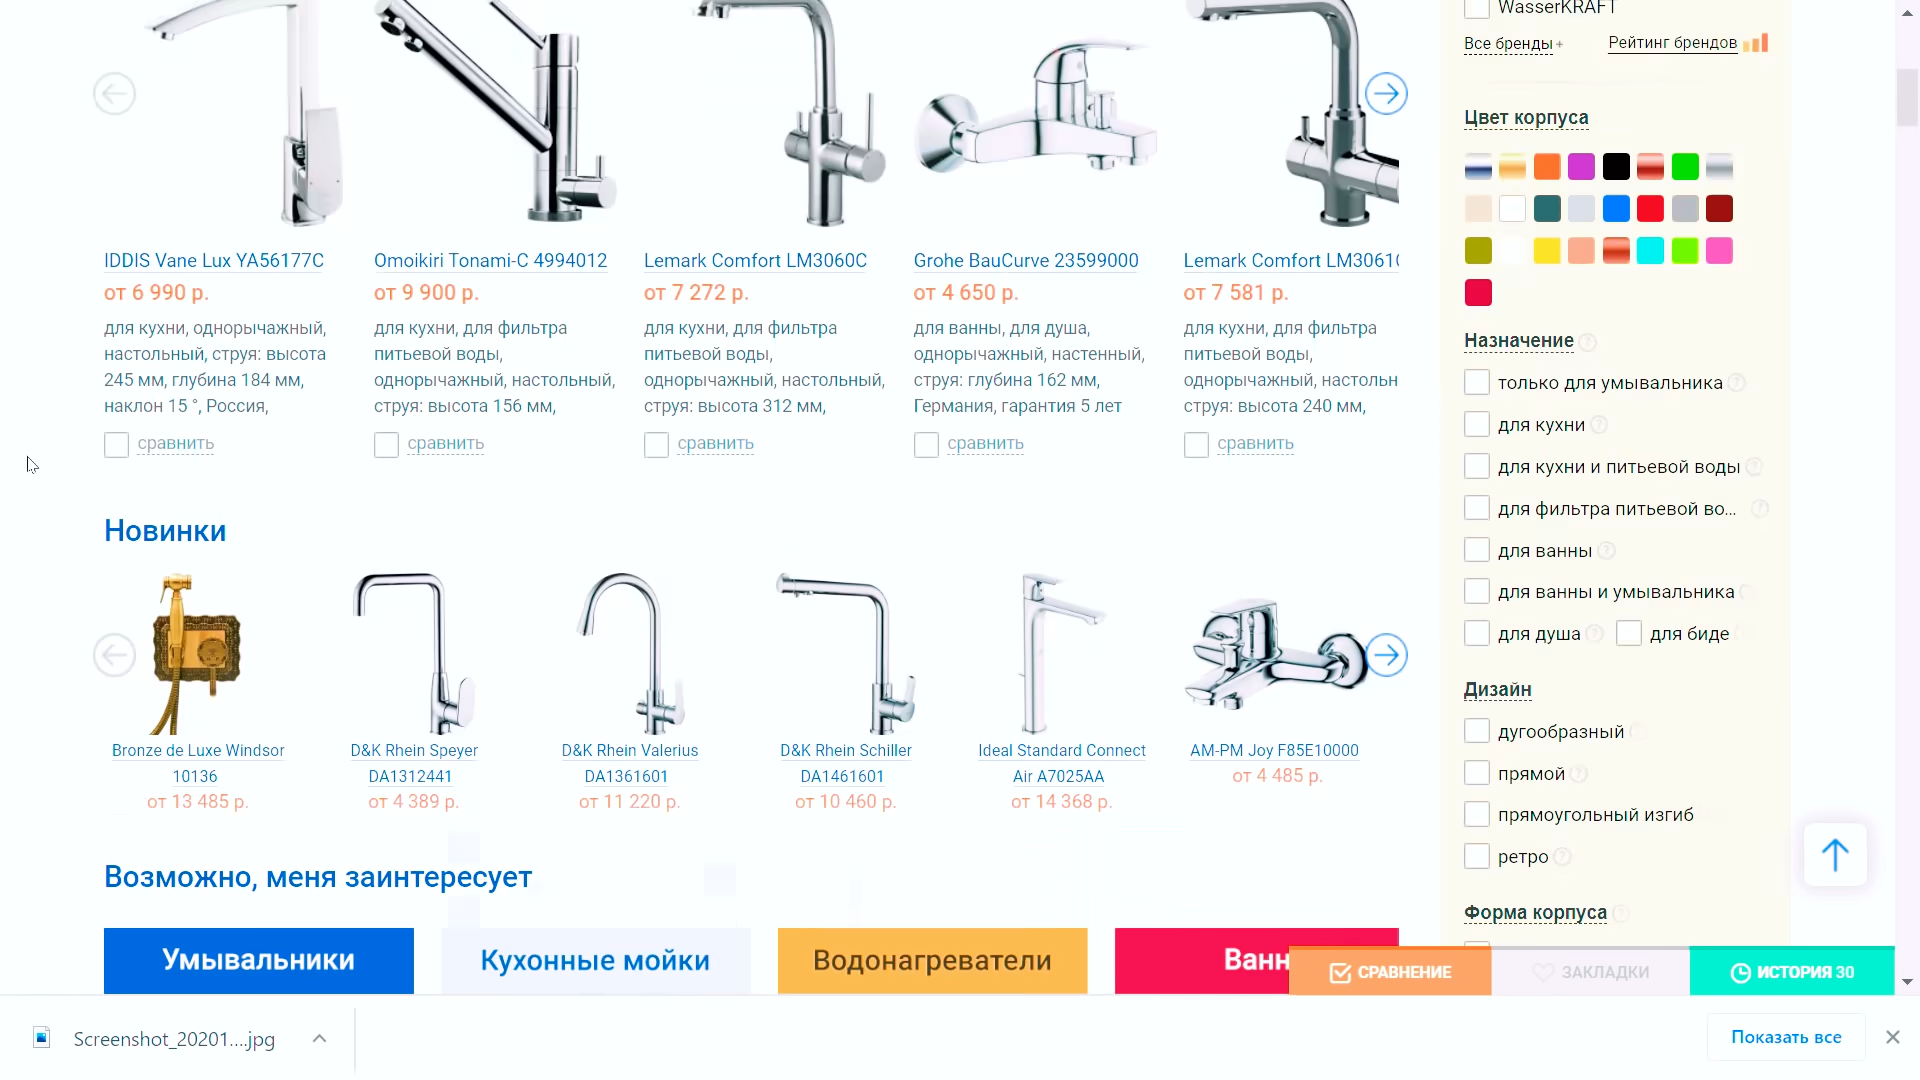 WasserKRAFT
Все бренды +
Рейтинг брендов
Цвет корпуса
IDDIS Vane Lux YA56177C
Omoikiri Tonami-C 4994012
Lemark Comfort LM3060C
Grohe BauCurve 23599000
Lemark Comfort LM3061
от 6 990 р.
от 9 900 р.
от 7 272 р.
от 4 650 р.
от 7 581 р.
для кухни, однорычажный,
настольный, струя: высота
245 мм, глубина 184 мм,
наклон 15 °, Россия,
для кухни, для фильтра
питьевой воды,
однорычажный, настольный,
струя: высота 156 мм,
для кухни, для фильтра
питьевой воды,
однорычажный, настольный,
струя: высота 312 мм,
для ванны, для душа,
однорычажный, настенный,
струя: глубина 162 мм,
Германия, гарантия 5 лет
для кухни, для фильтра
питьевой воды,
однорычажный, настольн
струя: высота 240 мм,
сравнить
сравнить
сравнить
сравнить
сравнить
Назначение ?
только для умывальника ?
для кухни ?
для кухни и питьевой воды ?
для фильтра питьевой во... ?
для ванны ?
для ванны и умывальника
для душа ?
для биде
Новинки
Bronze de Luxe Windsor
10136
от 13 485 р.
D&K Rhein Speyer
DA1312441
от 4 389 р.
D&K Rhein Valerius
DA1361601
от 11 220 р.
D&K Rhein Schiller
DA1461601
от 10 460 р.
Ideal Standard Connect
Air A7025AA
от 14 368 р.
AM-PM Joy F85E10000
от 4 485 р.
Дизайн
дугообразный
прямой ?
прямоугольный изгиб
ретро ?
Форма корпуса ?
Возможно, меня заинтересует
Умывальники
Кухонные мойки
Водонагреватели
Ванн
СРАВНЕНИЕ
ЗАКЛАДКИ
ИСТОРИЯ 30
Screenshot_20201....jpg
Показать все